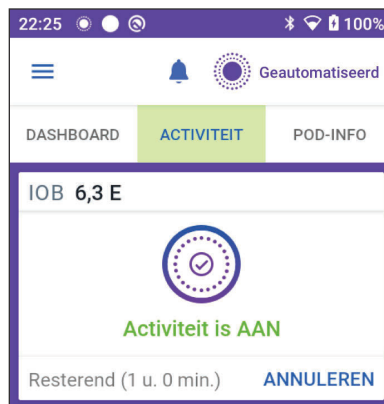 22:25 100%
Geautomatiseerd
DASHBOARD ACTIVITEIT POD-INFO
IOB 6,3 E
Activiteit is AAN
Resterend (1 u. 0 min.) ANNULEREN